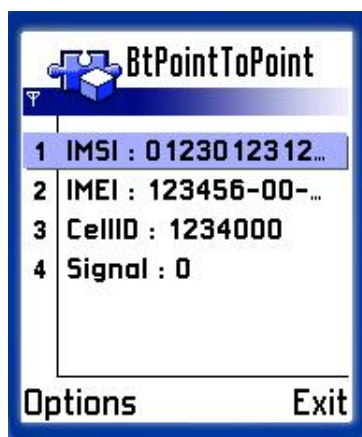 BtPointToPoint
1 IMSI : 0123012312...
2 IMEI : 123456-00-...
3 CellID : 1234000
4 Signal : 0
Options Exit